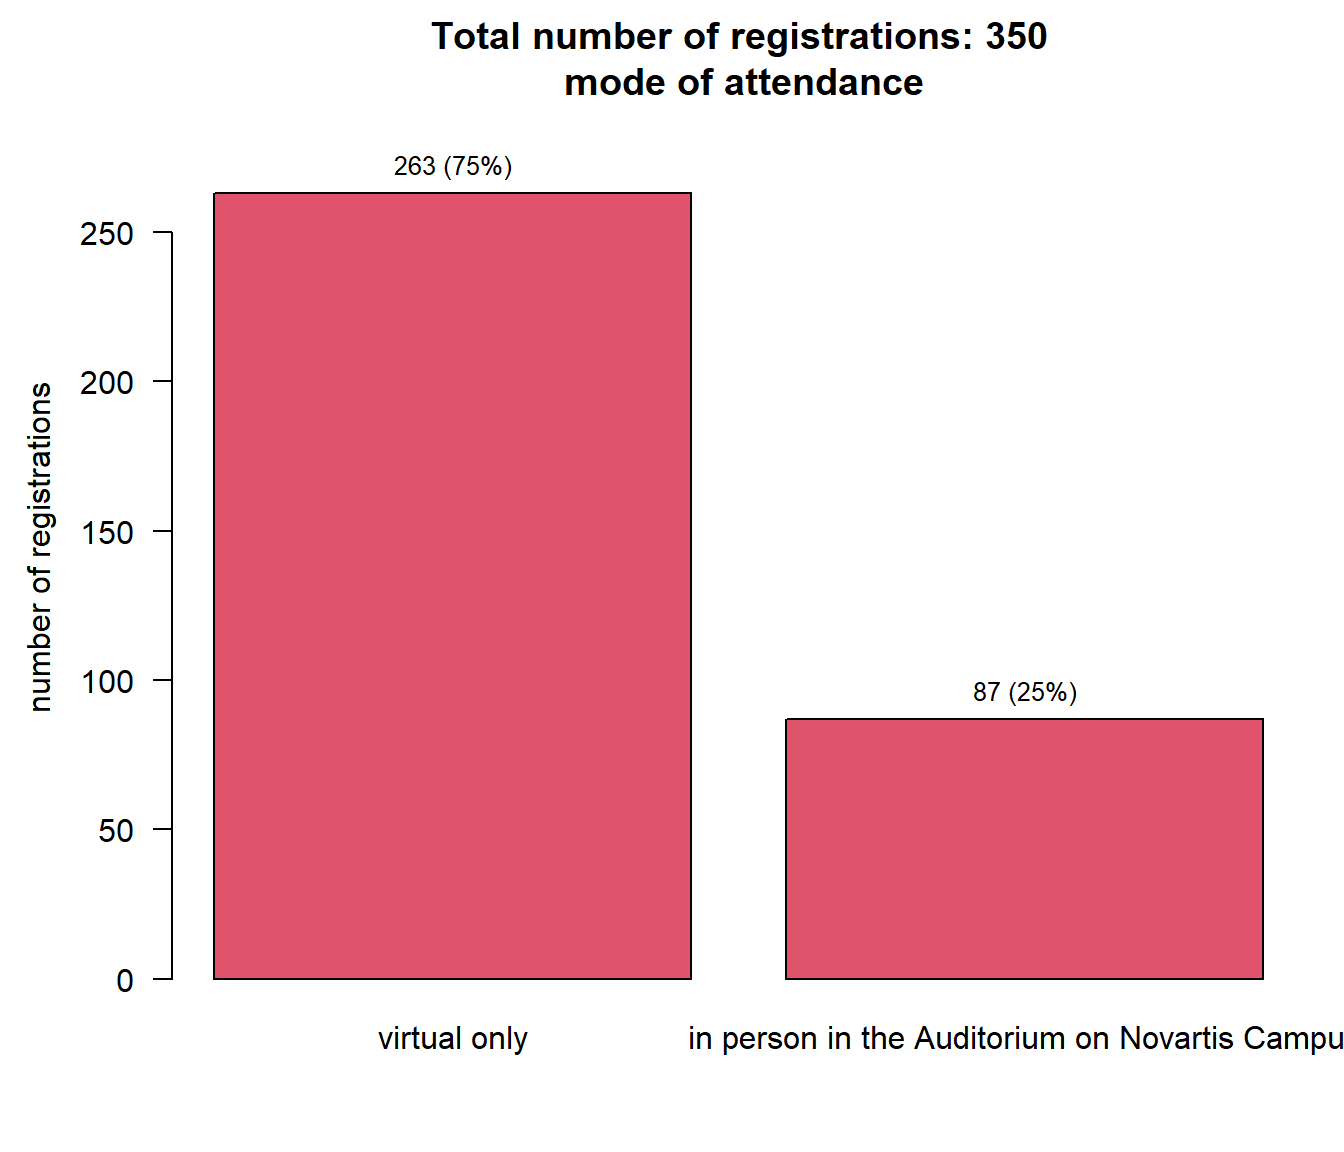 Total number of registrations: 350
mode of attendance
263 (75%)
87 (25%)
number of registrations
250
200
150
100
50
0
virtual only
in person in the Auditorium on Novartis Campu